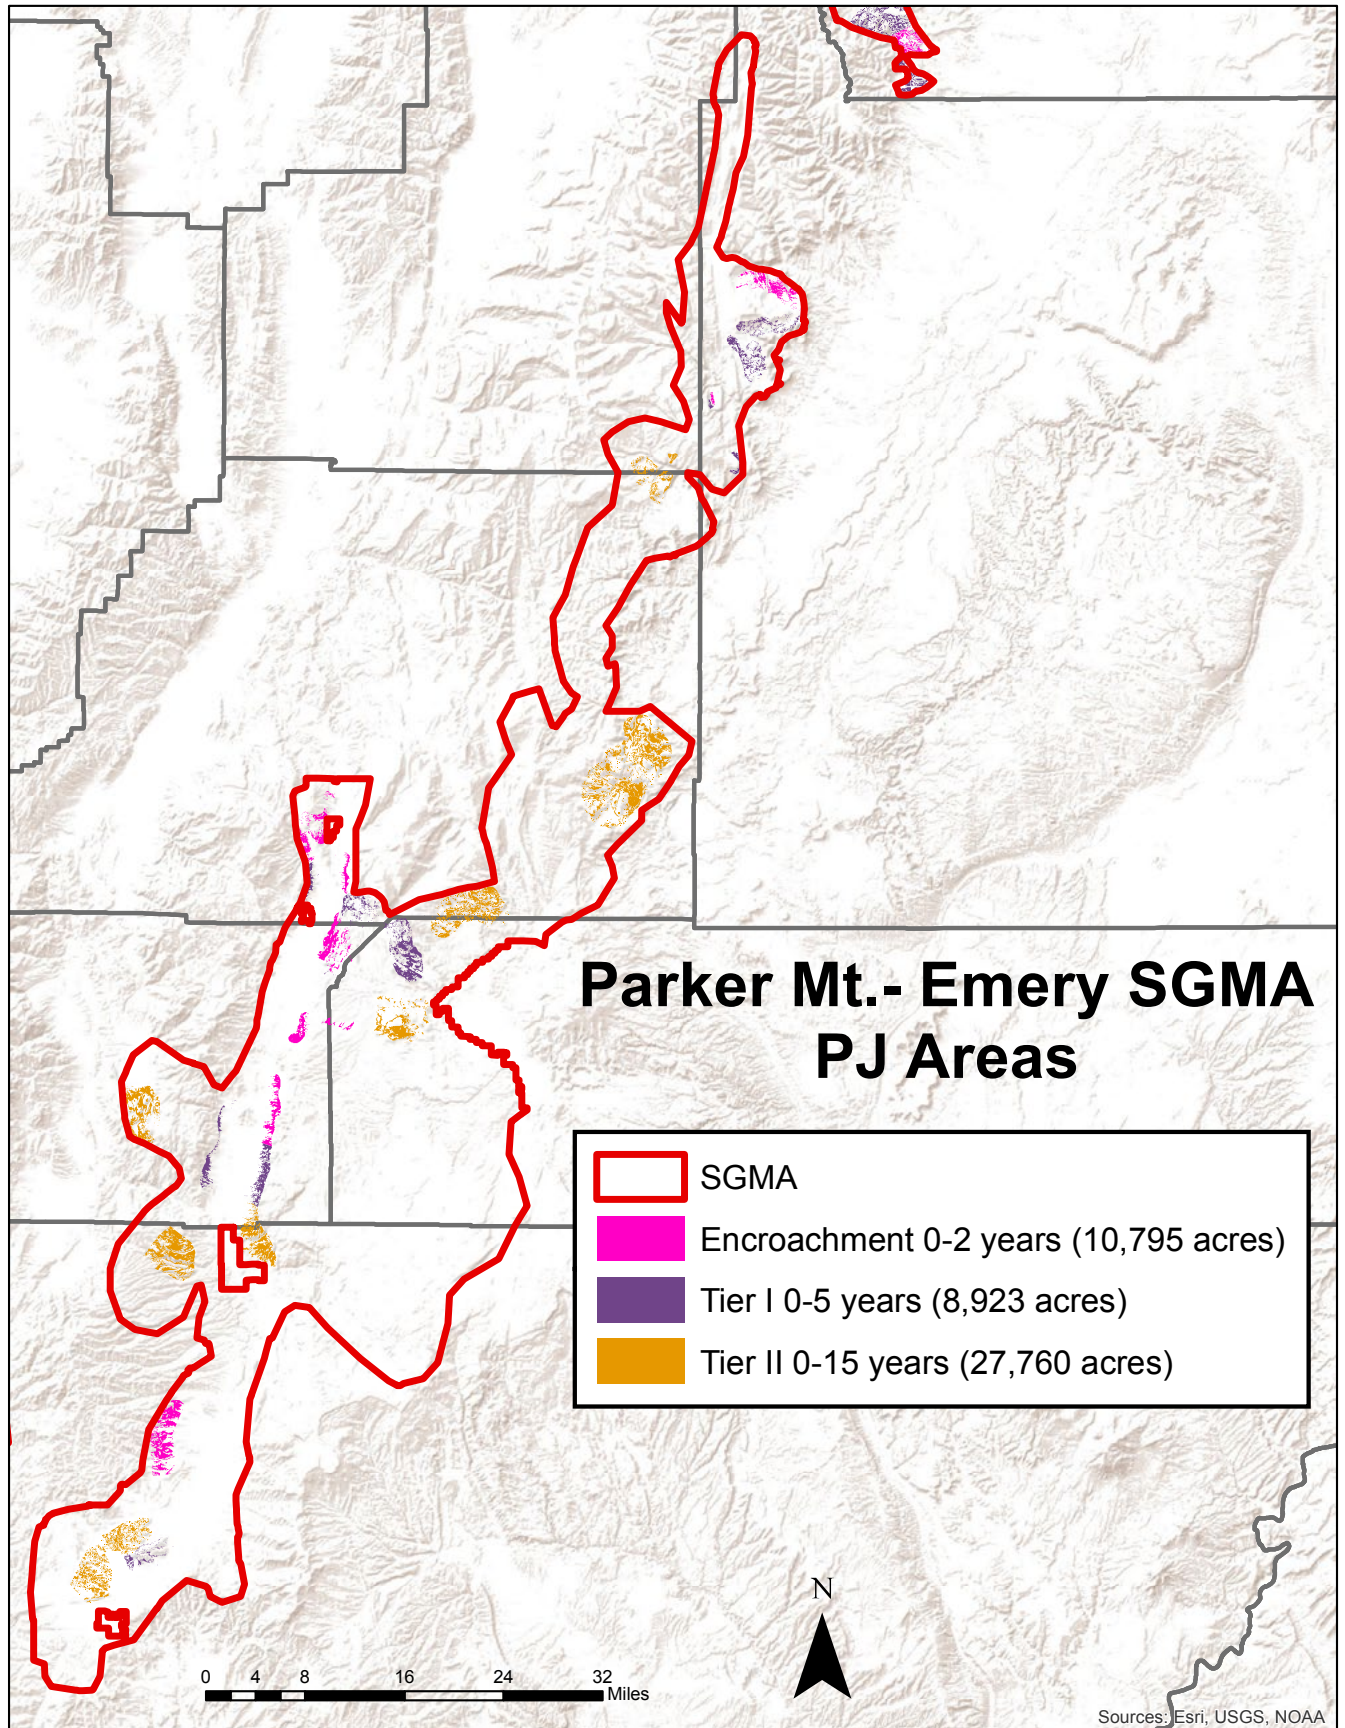 Parker Mt.- Emery SGMA
PJ Areas
SGMA
Encroachment 0-2 years (10,795 acres)
Tier I 0-5 years (8,923 acres)
Tier II 0-15 years (27,760 acres)
N
0 4 8 16 24 32
Miles
Sources: Esri, USGS, NOAA